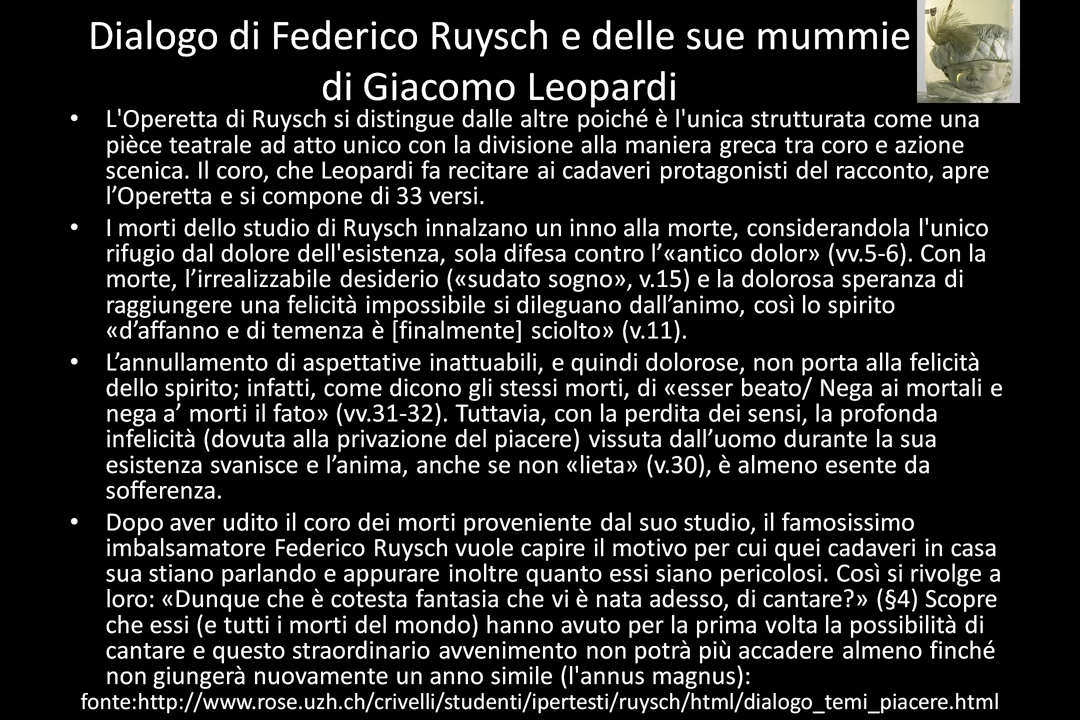 Dialogo di Federico Ruysch e delle sue mummie
di Giacomo Leopardi
• L'Operetta di Ruysch si distingue dalle altre poiché è l'unica strutturata come una
pièce teatrale ad atto unico con la divisione alla maniera greca tra coro e azione
scenica. Il coro, che Leopardi fa recitare ai cadaveri protagonisti del racconto, apre
l’Operetta e si compone di 33 versi.
• I morti dello studio di Ruysch innalzano un inno alla morte, considerandola l'unico
rifugio dal dolore dell'esistenza, sola difesa contro l’«antico dolor» (vv.5-6). Con la
morte, l’irrealizzabile desiderio («sudato sogno», v.15) e la dolorosa speranza di
raggiungere una felicità impossibile si dileguano dall’animo, così lo spirito
«d’affanno e di temenza è [finalmente] sciolto» (v.11).
• L’annullamento di aspettative inattuabili, e quindi dolorose, non porta alla felicità
dello spirito; infatti, come dicono gli stessi morti, di «esser beato/ Nega ai mortali e
nega a’ morti il fato» (vv.31-32). Tuttavia, con la perdita dei sensi, la profonda
infelicità (dovuta alla privazione del piacere) vissuta dall’uomo durante la sua
esistenza svanisce e l’anima, anche se non «lieta» (v.30), è almeno esente da
sofferenza.
• Dopo aver udito il coro dei morti proveniente dal suo studio, il famosissimo
imbalsamatore Federico Ruysch vuole capire il motivo per cui quei cadaveri in casa
sua stiano parlando e appurare inoltre quanto essi siano pericolosi. Così si rivolge a
loro: «Dunque che è cotesta fantasia che vi è nata adesso, di cantare?» (§4) Scopre
che essi (e tutti i morti del mondo) hanno avuto per la prima volta la possibilità di
cantare e questo straordinario avvenimento non potrà più accadere almeno finché
non giungerà nuovamente un anno simile (l'annus magnus):
fonte:http://www.rose.uzh.ch/crivelli/studenti/ipertesti/ruysch/html/dialogo_temi_piacere.html